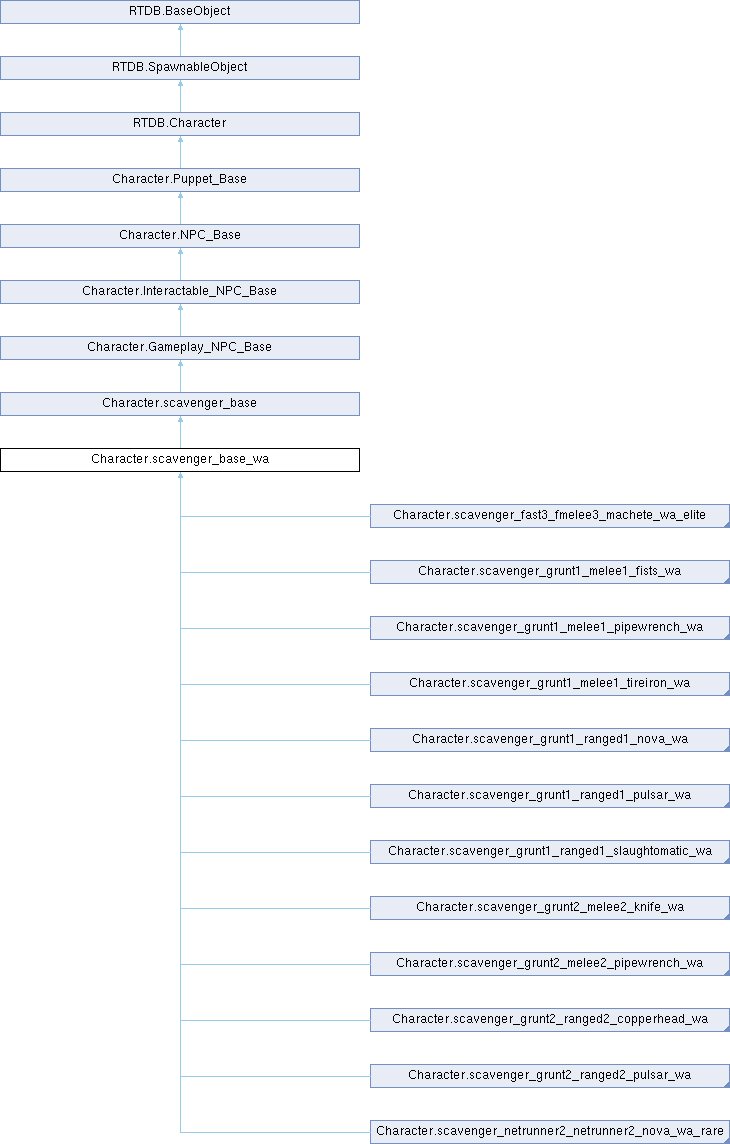 RTDB.BaseObject
RTDB.SpawnableObject
RTDB.Character
Character.Puppet_Base
Character.NPC_Base
Character.Interactable_NPC_Base
Character.Gameplay_NPC_Base
Character.scavenger_base
Character.scavenger_base_wa
Character.scavenger_fast3_fmelee3_machete_wa_elite
Character.scavenger_grunt1_melee1_fists_wa
Character.scavenger_grunt1_melee1_pipewrench_wa
Character.scavenger_grunt1_melee1_tireiron_wa
Character.scavenger_grunt1_ranged1_nova_wa
Character.scavenger_grunt1_ranged1_pulsar_wa
Character.scavenger_grunt1_ranged1_slaughtomatic_wa
Character.scavenger_grunt2_melee2_knife_wa
Character.scavenger_grunt2_melee2_pipewrench_wa
Character.scavenger_grunt2_ranged2_copperhead_wa
Character.scavenger_grunt2_ranged2_pulsar_wa
Character.scavenger_netrunner2_netrunner2_nova_wa_rare